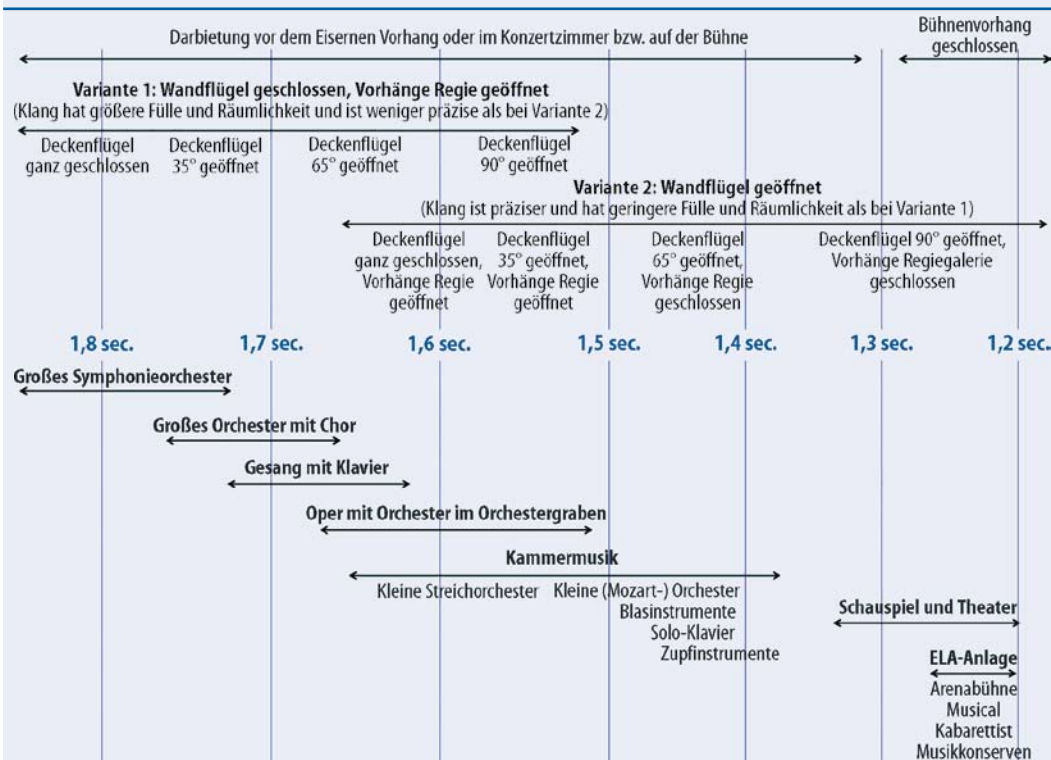 Darbietung vor dem Eisernen Vorhang oder im Konzertzimmer bzw. auf der Bühne
Bühnenvorhang
geschlossen
Variante 1: Wandflügel geschlossen, Vorhänge Regie geöffnet
(Klang hat größere Fülle und Räumlichkeit und ist weniger präzise als bei Variante 2)
Deckenflügel
ganz geschlossen
Deckenflügel
35° geöffnet
Deckenflügel
65° geöffnet
Deckenflügel
90° geöffnet
Variante 2: Wandflügel geöffnet
(Klang ist präziser und hat geringere Fülle und Räumlichkeit als bei Variante 1)
Deckenflügel
ganz geschlossen,
Vorhänge Regie
geöffnet
Deckenflügel
35° geöffnet,
Vorhänge Regie
geöffnet
Deckenflügel
65° geöffnet,
Vorhänge Regie
geschlossen
Deckenflügel 90° geöffnet,
Vorhänge Regiegalerie
geschlossen
1,8 sec. 1,7 sec. 1,6 sec. 1,5 sec. 1,4 sec. 1,3 sec. 1,2 sec.
Großes Symphonieorchester
Großes Orchester mit Chor
Gesang mit Klavier
Oper mit Orchester im Orchestergraben
Kammermusik
Kleine Streichorchester
Kleine (Mozart-) Orchester
Blasinstrumente
Solo-Klavier
Zupfinstrumente
Schauspiel und Theater
ELA-Anlage
Arenabühne
Musical
Kabarettist
Musikkonserven